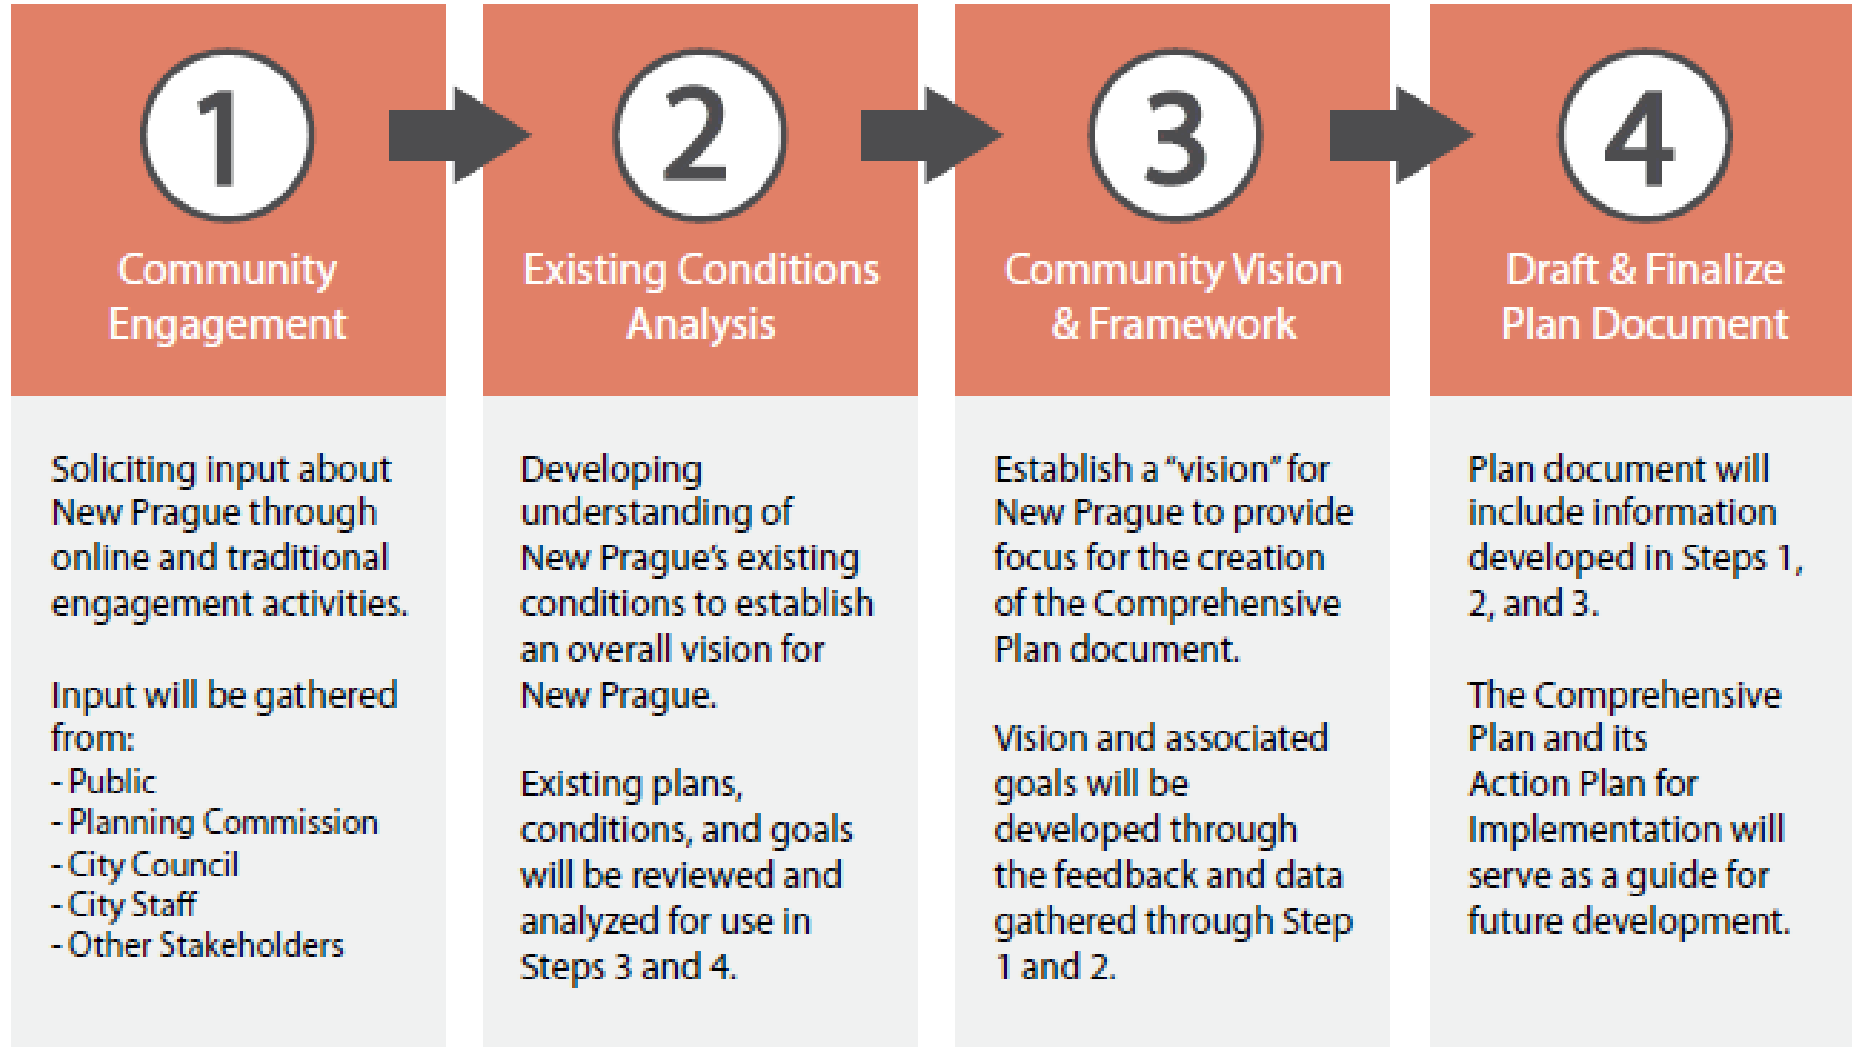 1
Community
Engagement
Soliciting input about
New Prague through
online and traditional
engagement activities.
Input will be gathered
from:
- Public
- Planning Commission
- City Council
- City Staff
- Other Stakeholders
2
Existing Conditions
Analysis
Developing
understanding of
New Prague's existing
conditions to establish
an overall vision for
New Prague.
Existing plans,
conditions, and goals
will be reviewed and
analyzed for use in
Steps 3 and 4.
3
Community Vision
& Framework
Establish a “vision” for
New Prague to provide
focus for the creation
of the Comprehensive
Plan document.
Vision and associated
goals will be
developed through
the feedback and data
gathered through Step
1 and 2.
4
Draft & Finalize
Plan Document
Plan document will
include information
developed in Steps 1,
2, and 3.
The Comprehensive
Plan and its
Action Plan for
Implementation will
serve as a guide for
future development.